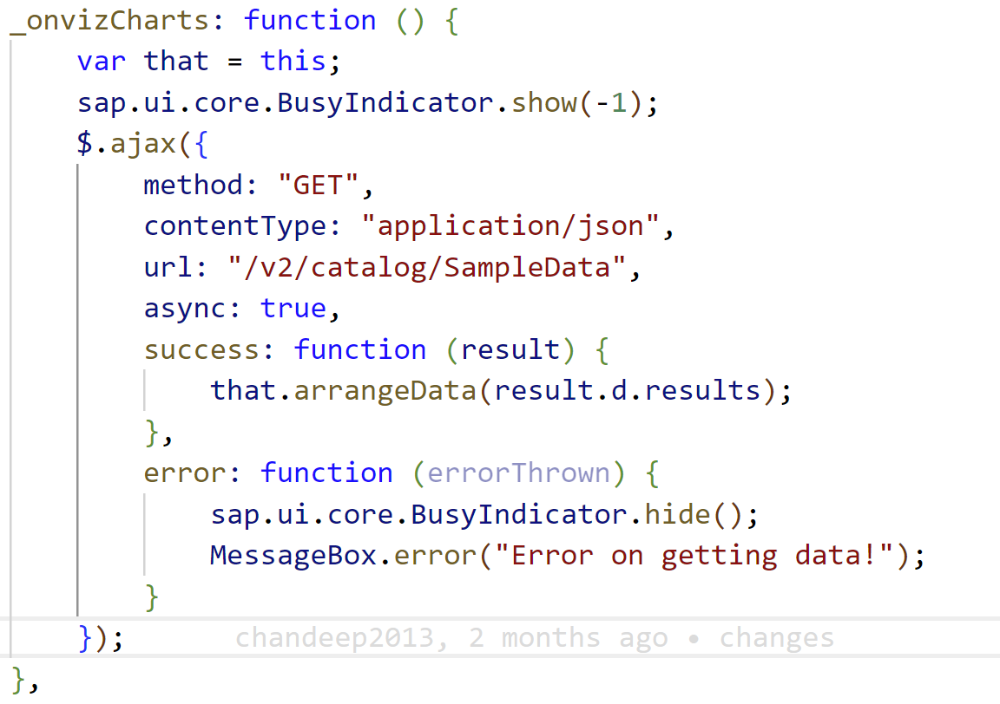 _onvizCharts: function () {
    var that = this;
    sap.ui.core.BusyIndicator.show(-1);
    $.ajax({
        method: "GET",
        contentType: "application/json",
        url: "/v2/catalog/SampleData",
        async: true,
        success: function (result) {
            that.arrangeData(result.d.results);
        },
        error: function (errorThrown) {
            sap.ui.core.BusyIndicator.hide();
            MessageBox.error("Error on getting data!");
        }
    });       chandeep2013, 2 months ago • changes
},